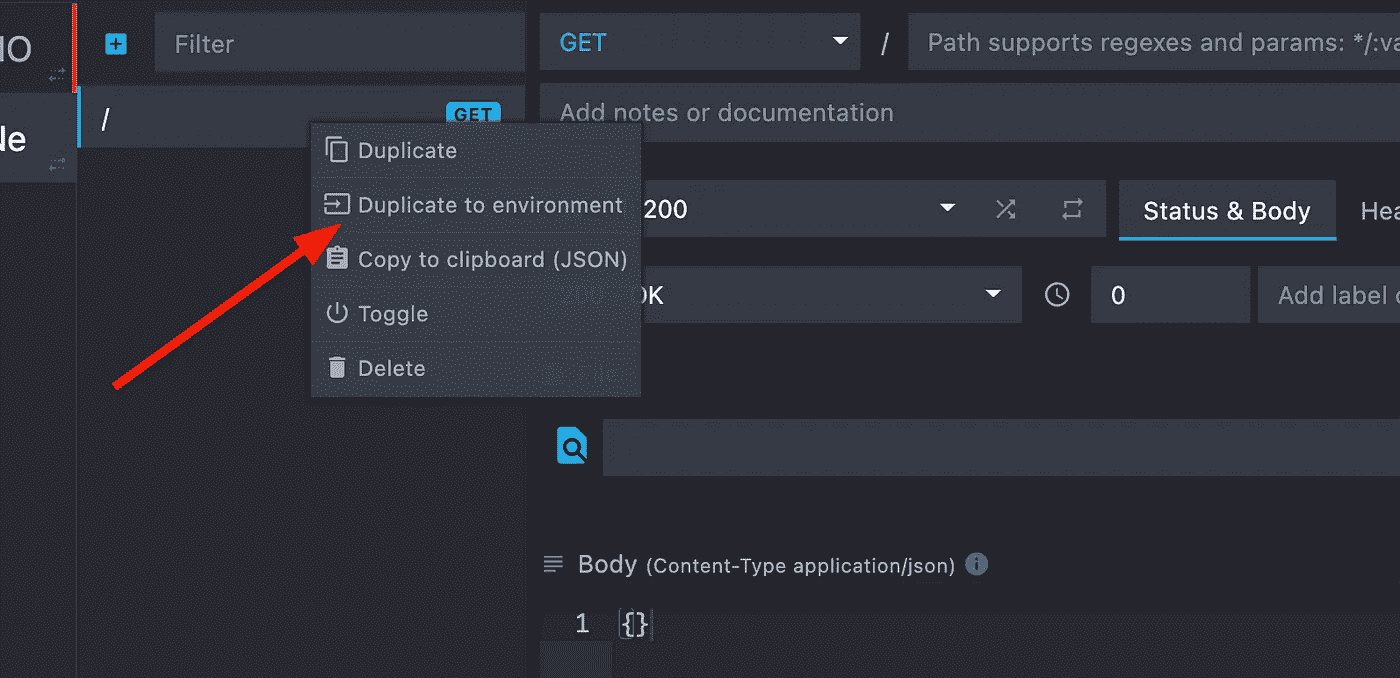 IO
Filter
GET
/
Path supports regexes and params: */:va
/
GET
Add notes or documentation
le
Duplicate
Duplicate to environment
200
Status & Body
Hea
Copy to clipboard (JSON)
OK
0
Add label o
Toggle
Delete
Body (Content-Type application/json)
1
{}